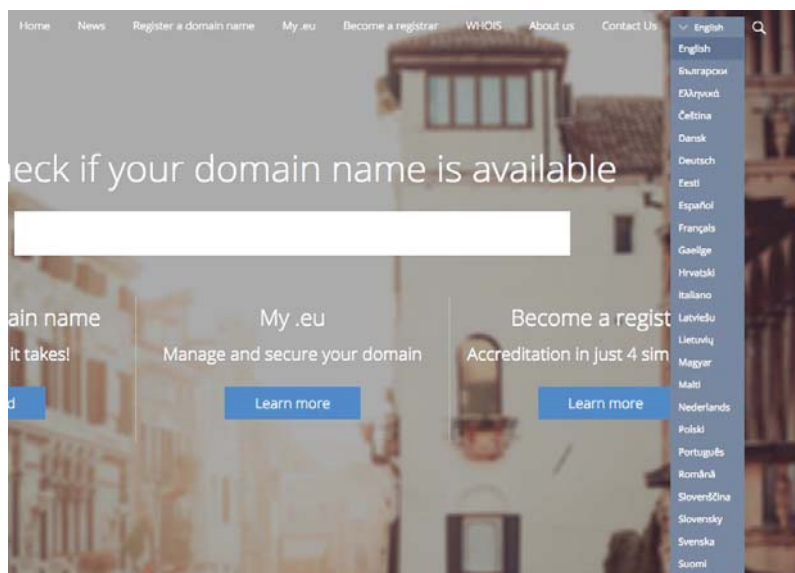 Home News Register a domain name My .eu Become a registrar WHOIS About us Contact Us English
English
Български
Ελληνικά
Čeština
Dansk
Deutsch
Eesti
Español
Français
Gaeilge
Hrvatski
Italiano
Latviešu
Lietuvių
Magyar
Malti
Nederlands
Polski
Português
Română
Slovenščina
Slovensky
Svenska
Suomi
heck if your domain name is available
ain name
it takes!
d
My .eu
Manage and secure your domain
Learn more
Become a regist
Accreditation in just 4 sim
Learn more